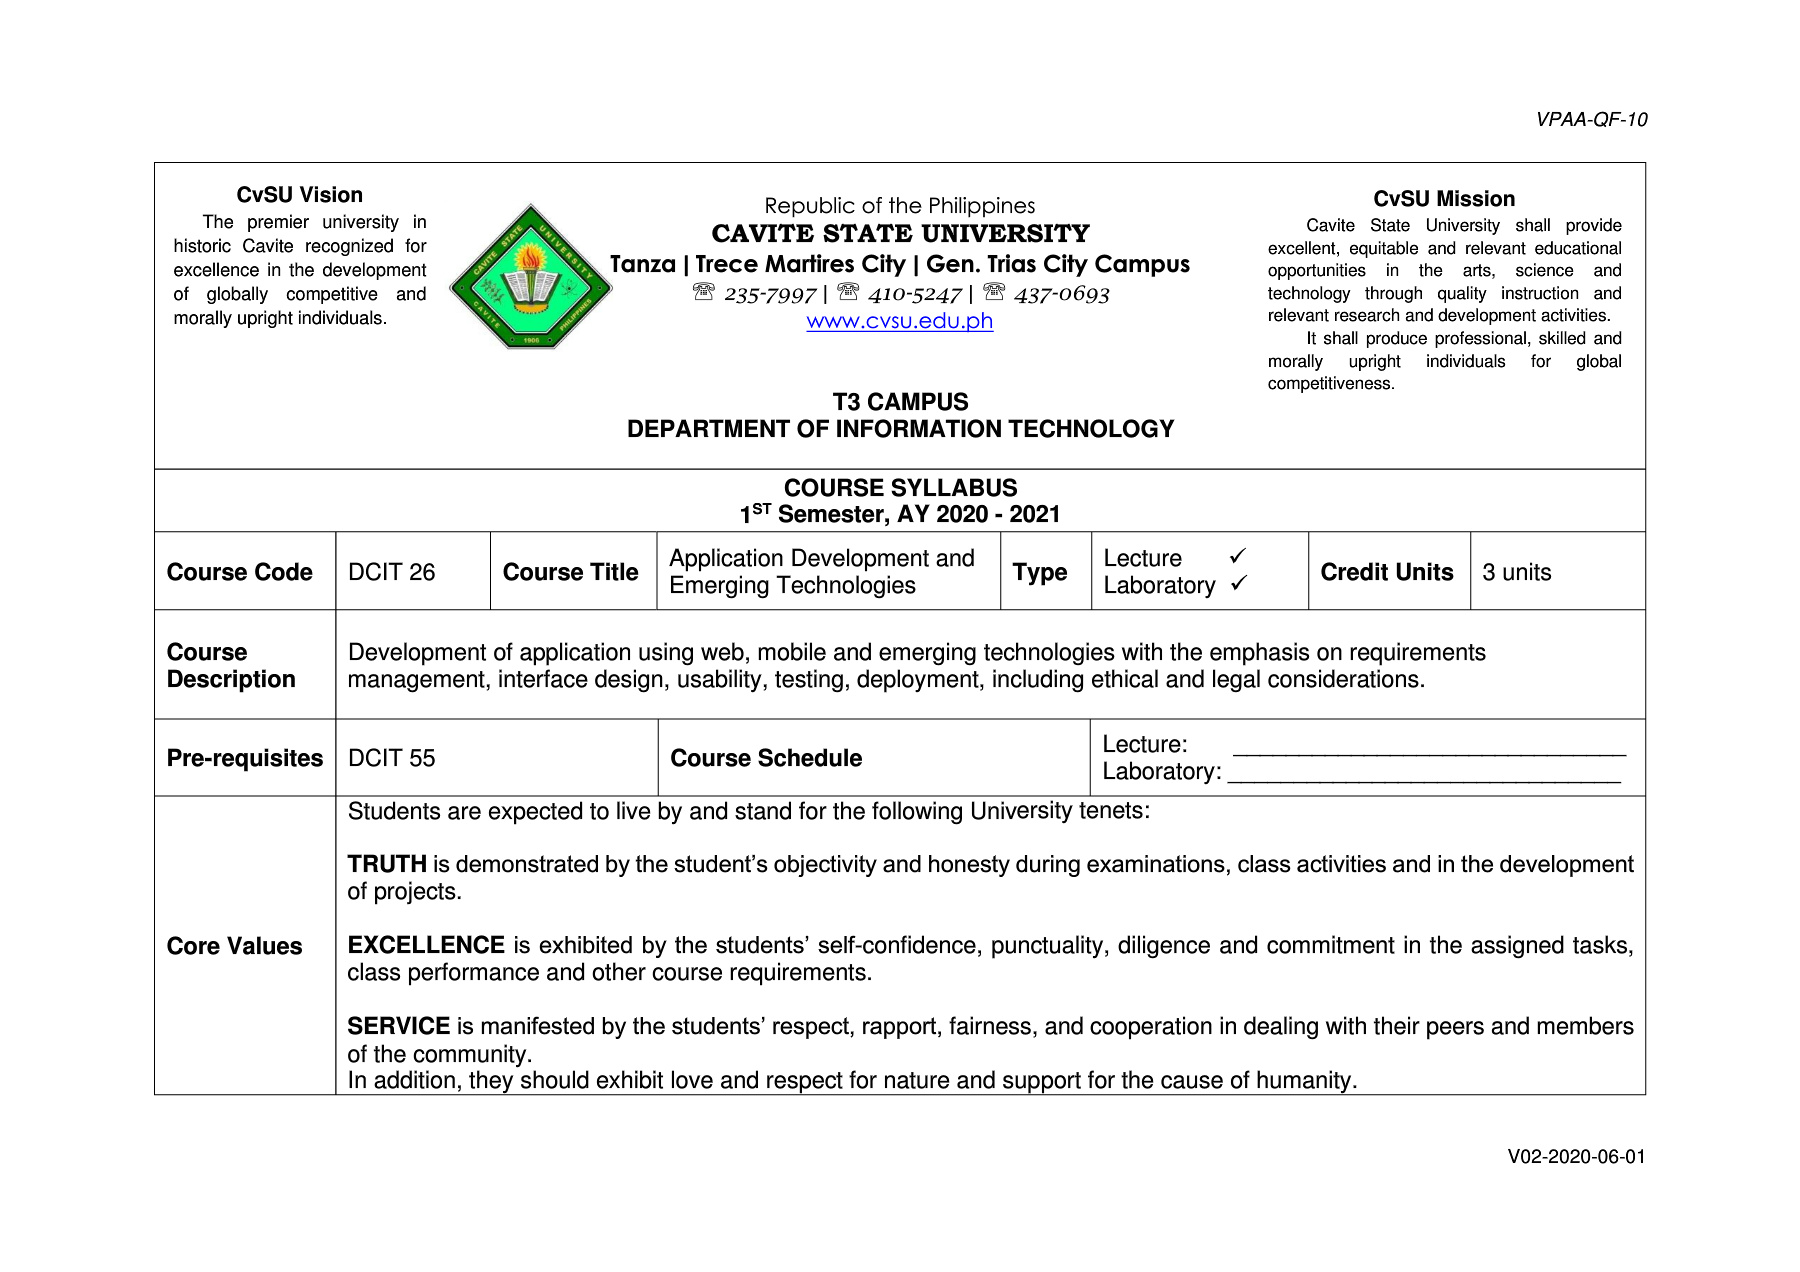 VPAA-QF-10
CvSU Vision
The premier university in
historic Cavite recognized for
excellence in the development
of globally competitive and
morally upright individuals.
CAVITE STATE UNIVERSITY
CAVITE
PHILIPPINES
1906
Republic of the Philippines
CAVITE STATE UNIVERSITY
Tanza | Trece Martires City | Gen. Trias City Campus
☏ 235-7997 | ☏ 410-5247 | ☏ 437-0693
www.cvsu.edu.ph
CvSU Mission
Cavite State University shall provide
excellent, equitable and relevant educational
opportunities in the arts, science and
technology through quality instruction and
relevant research and development activities.
It shall produce professional, skilled and
morally upright individuals for global
competitiveness.
T3 CAMPUS
DEPARTMENT OF INFORMATION TECHNOLOGY
COURSE SYLLABUS
1ST Semester, AY 2020 - 2021
Course Code
DCIT 26
Course Title
Application Development and
Emerging Technologies
Type
Lecture ✓
Laboratory ✓
Credit Units
3 units
Course
Description
Development of application using web, mobile and emerging technologies with the emphasis on requirements
management, interface design, usability, testing, deployment, including ethical and legal considerations.
Pre-requisites
DCIT 55
Course Schedule
Lecture: ______________________________
Laboratory: ______________________________
Core Values
Students are expected to live by and stand for the following University tenets:
TRUTH is demonstrated by the student’s objectivity and honesty during examinations, class activities and in the development
of projects.
EXCELLENCE is exhibited by the students’ self-confidence, punctuality, diligence and commitment in the assigned tasks,
class performance and other course requirements.
SERVICE is manifested by the students’ respect, rapport, fairness, and cooperation in dealing with their peers and members
of the community.
In addition, they should exhibit love and respect for nature and support for the cause of humanity.
V02-2020-06-01